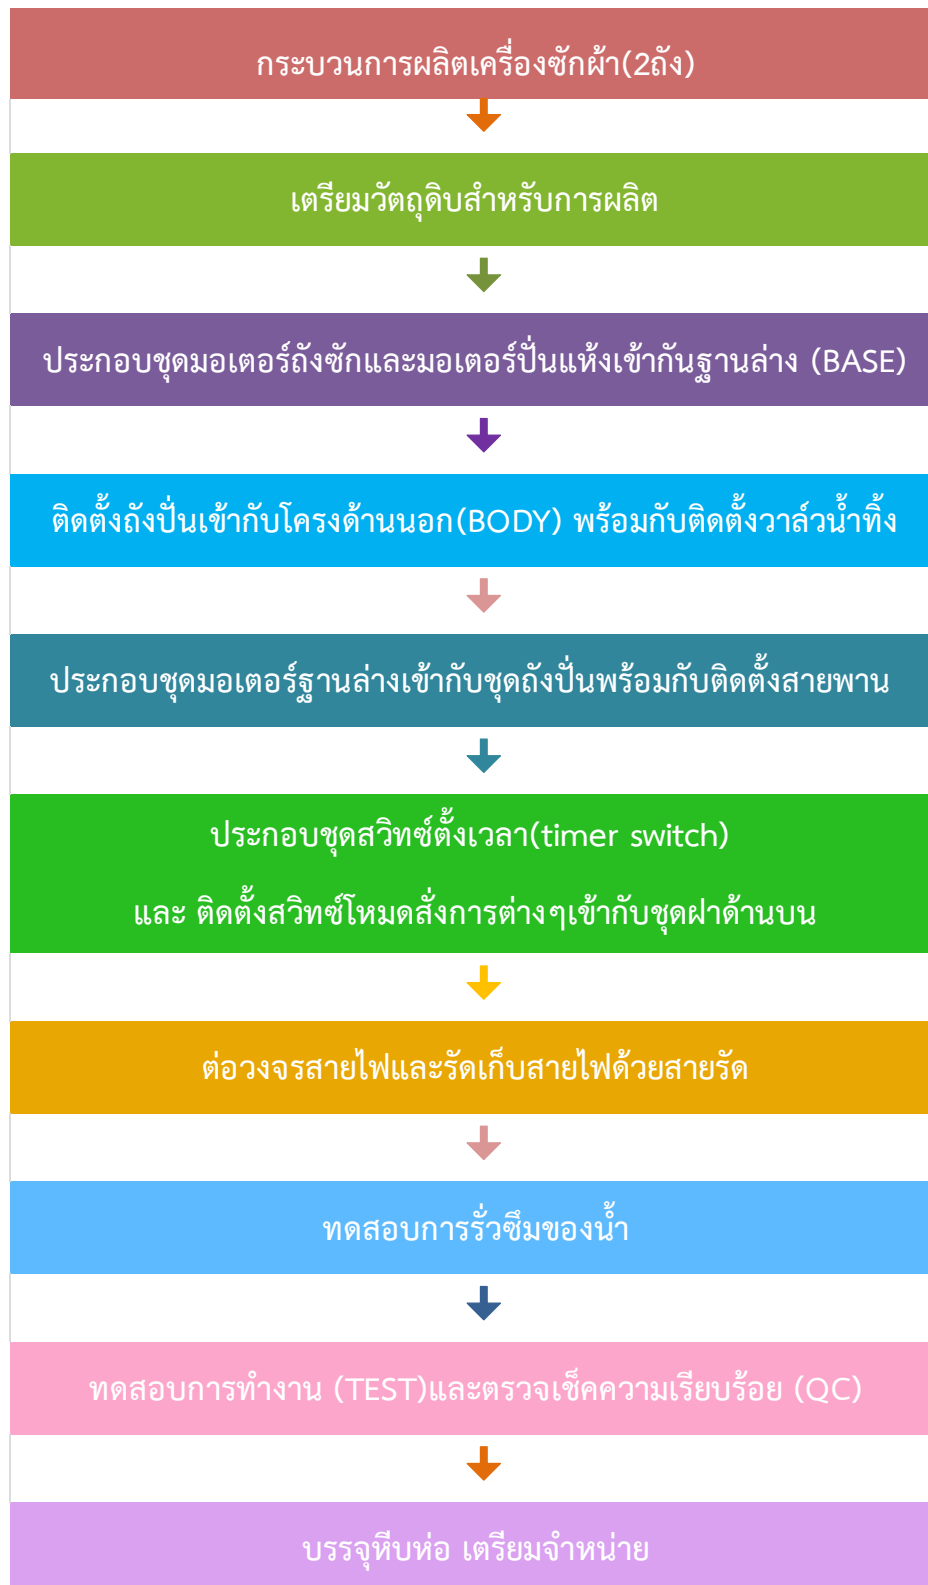 กระบวนการผลิตเครื่องซักผ้า(2ถัง)
เตรียมวัตถุดิบสำหรับการผลิต
ประกอบชุดมอเตอร์ถังซักและมอเตอร์ปั่นแห้งเข้ากันฐานล่าง (BASE)
ติดตั้งถังปั่นเข้ากับโครงด้านนอก(BODY) พร้อมกับติดตั้งวาล์วน้ำทิ้ง
ประกอบชุดมอเตอร์ฐานล่างเข้ากับชุดถังปั่นพร้อมกับติดตั้งสายพาน
ประกอบชุดสวิทซ์ตั้งเวลา(timer switch)
และ ติดตั้งสวิทซ์โหมดสั่งการต่างๆเข้ากับชุดฝาด้านบน
ต่อวงจรสายไฟและรัดเก็บสายไฟด้วยสายรัด
ทดสอบการรั่วซึมของน้ำ
ทดสอบการทำงาน (TEST)และตรวจเช็คความเรียบร้อย (QC)
บรรจุหีบห่อ เตรียมจำหน่าย